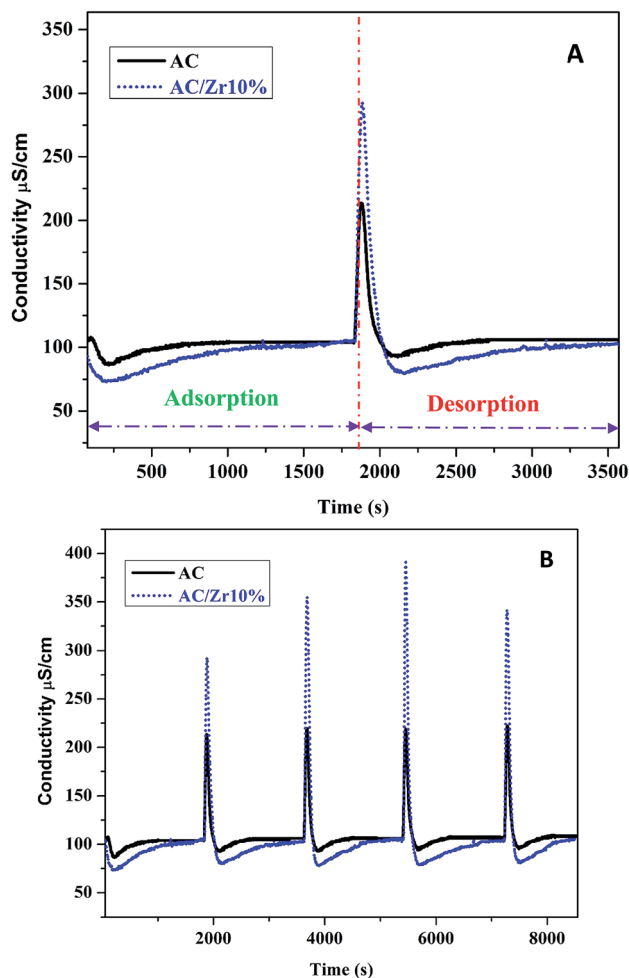 A
AC
AC/Zr10%
Conductivity µS/cm
350
300
250
200
150
100
50
Adsorption
Desorption
500 1000 1500 2000 2500 3000 3500
Time (s)
B
AC
AC/Zr10%
Conductivity µS/cm
400
350
300
250
200
150
100
50
2000 4000 6000 8000
Time (s)